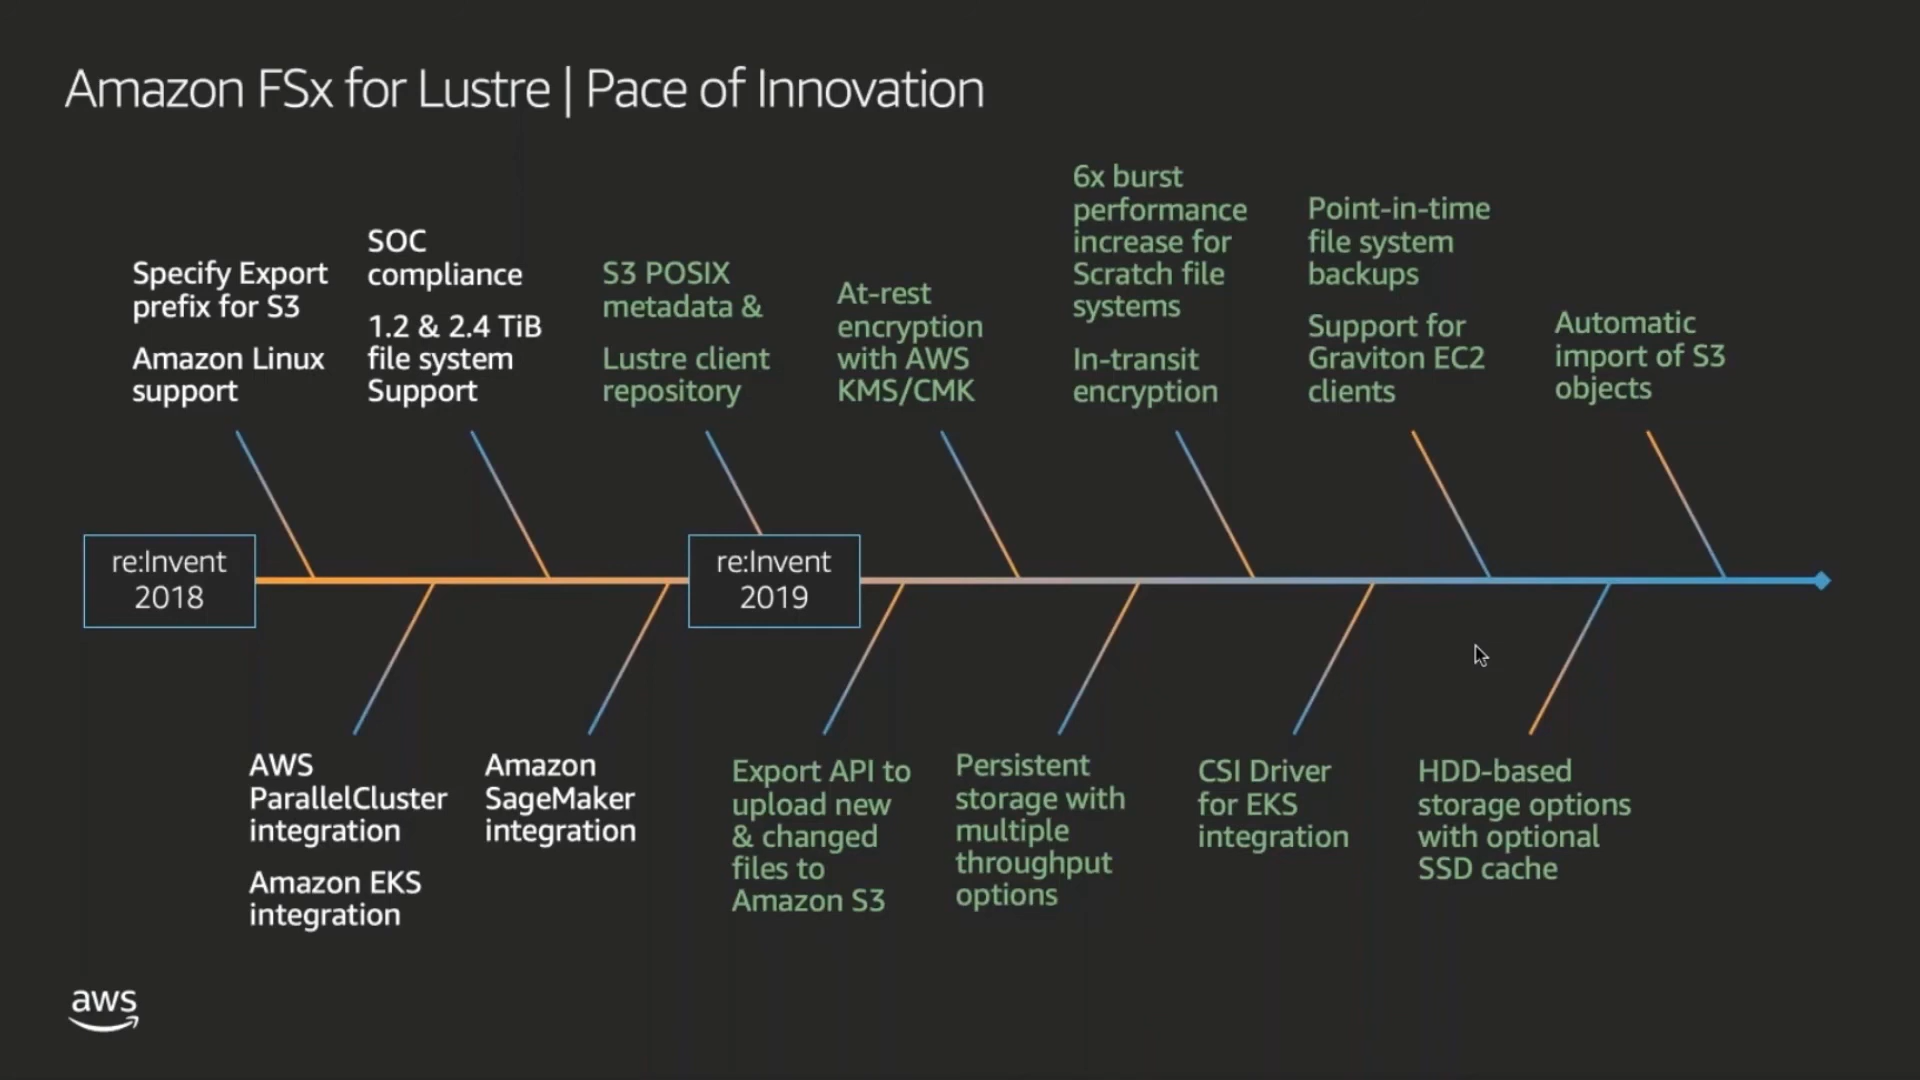 Amazon FSx for Lustre | Pace of Innovation
Specify Export
prefix for S3
Amazon Linux
support
SOC
compliance
1.2 & 2.4 TiB
file system
Support
S3 POSIX
metadata &
Lustre client
repository
At-rest
encryption
with AWS
KMS/CMK
6x burst
performance
increase for
Scratch file
systems
In-transit
encryption
Point-in-time
file system
backups
Support for
Graviton EC2
clients
Automatic
import of S3
objects
re:Invent
2018
re:Invent
2019
AWS
ParallelCluster
integration
Amazon EKS
integration
Amazon
SageMaker
integration
Export API to
upload new
& changed
files to
Amazon S3
Persistent
storage with
multiple
throughput
options
CSI Driver
for EKS
integration
HDD-based
storage options
with optional
SSD cache
aws